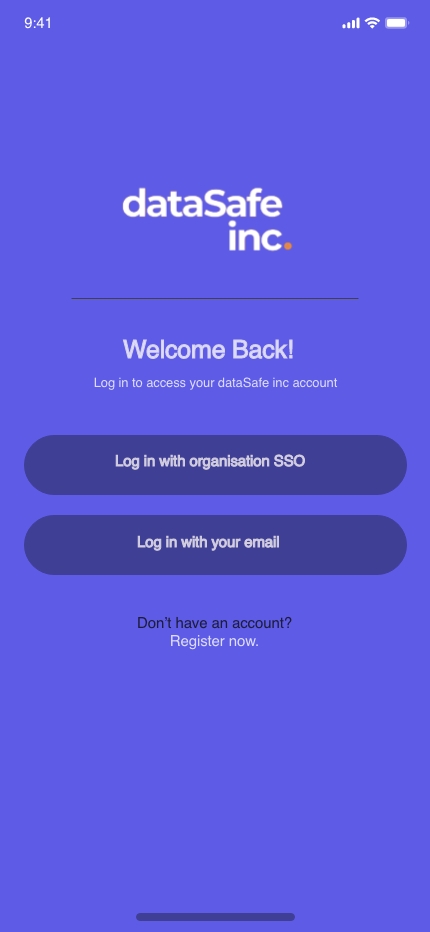 9:41
dataSafe
inc.
Welcome Back!
Log in to access your dataSafe inc account
Log in with organisation SSO
Log in with your email
Don't have an account?
Register now.